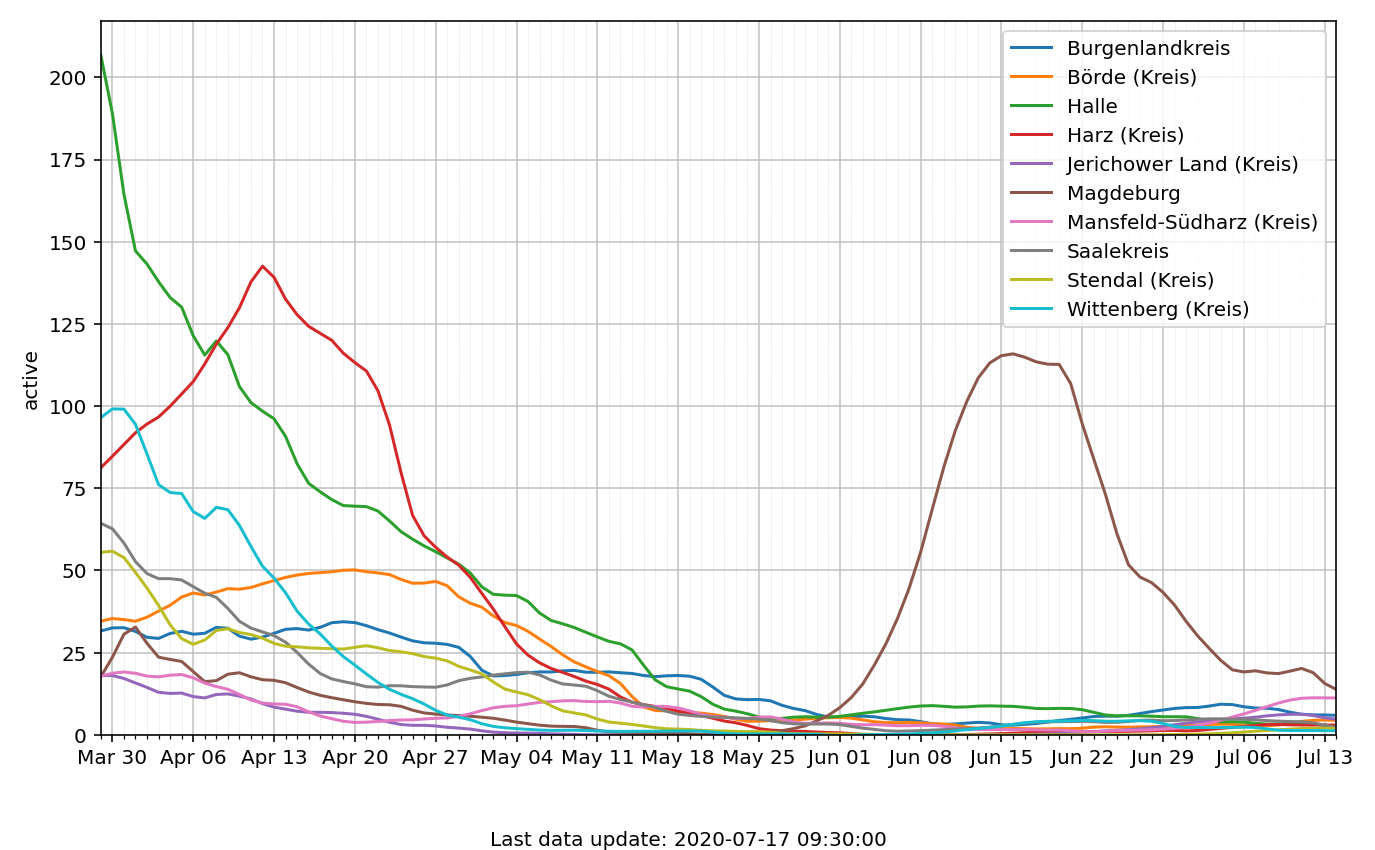 200
175
150
125
100
75
50
25
0
active
Burgenlandkreis
Börde (Kreis)
Halle
Harz (Kreis)
Jerichower Land (Kreis)
Magdeburg
Mansfeld-Südharz (Kreis)
Saalekreis
Stendal (Kreis)
Wittenberg (Kreis)
Mar 30 Apr 06 Apr 13 Apr 20 Apr 27 May 04 May 11 May 18 May 25 Jun 01 Jun 08 Jun 15 Jun 22 Jun 29 Jul 06 Jul 13
Last data update: 2020-07-17 09:30:00